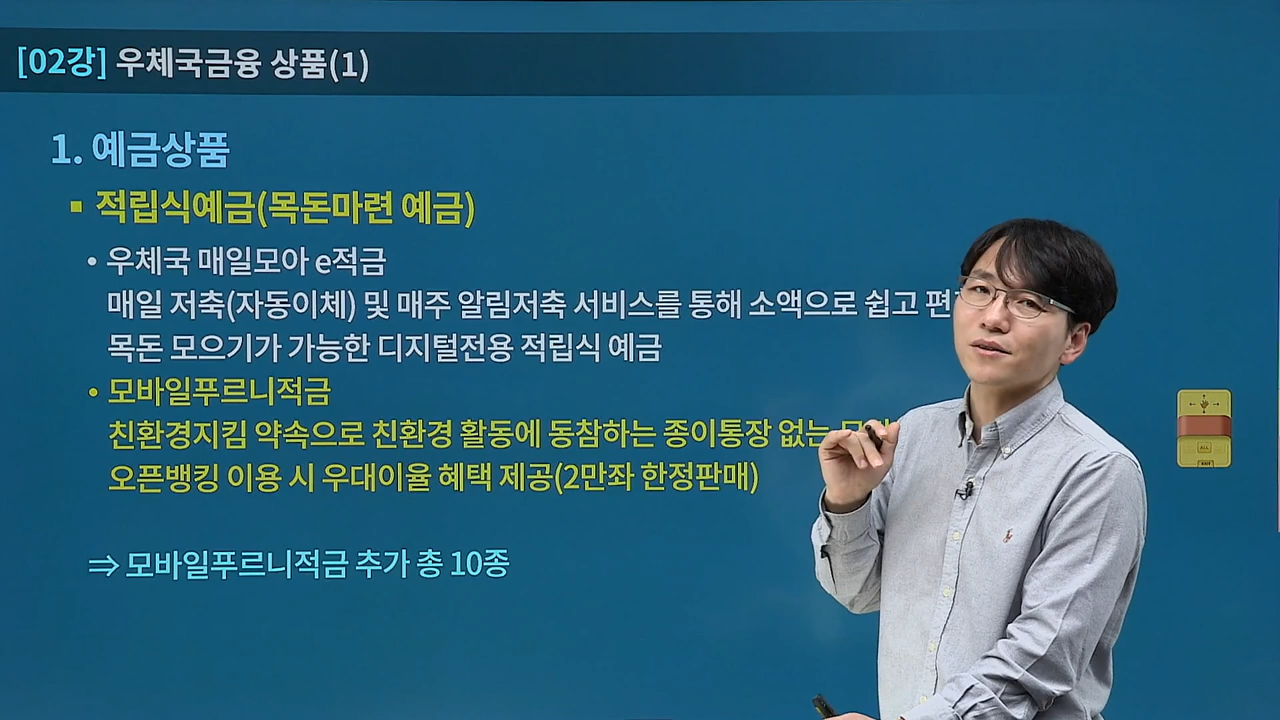 [02강] 우체국금융 상품(1)
1. 예금상품
▪ 적립식예금(목돈마련 예금)
• 우체국 매일모아 e적금
매일 저축(자동이체) 및 매주 알림저축 서비스를 통해 소액으로 쉽고 편
목돈 모으기가 가능한 디지털전용 적립식 예금
• 모바일푸르니적금
친환경지킴 약속으로 친환경 활동에 동참하는 종이통장 없는
오픈뱅킹 이용 시 우대이율 혜택 제공(2만좌 한정판매)
⇒ 모바일푸르니적금 추가 총 10종